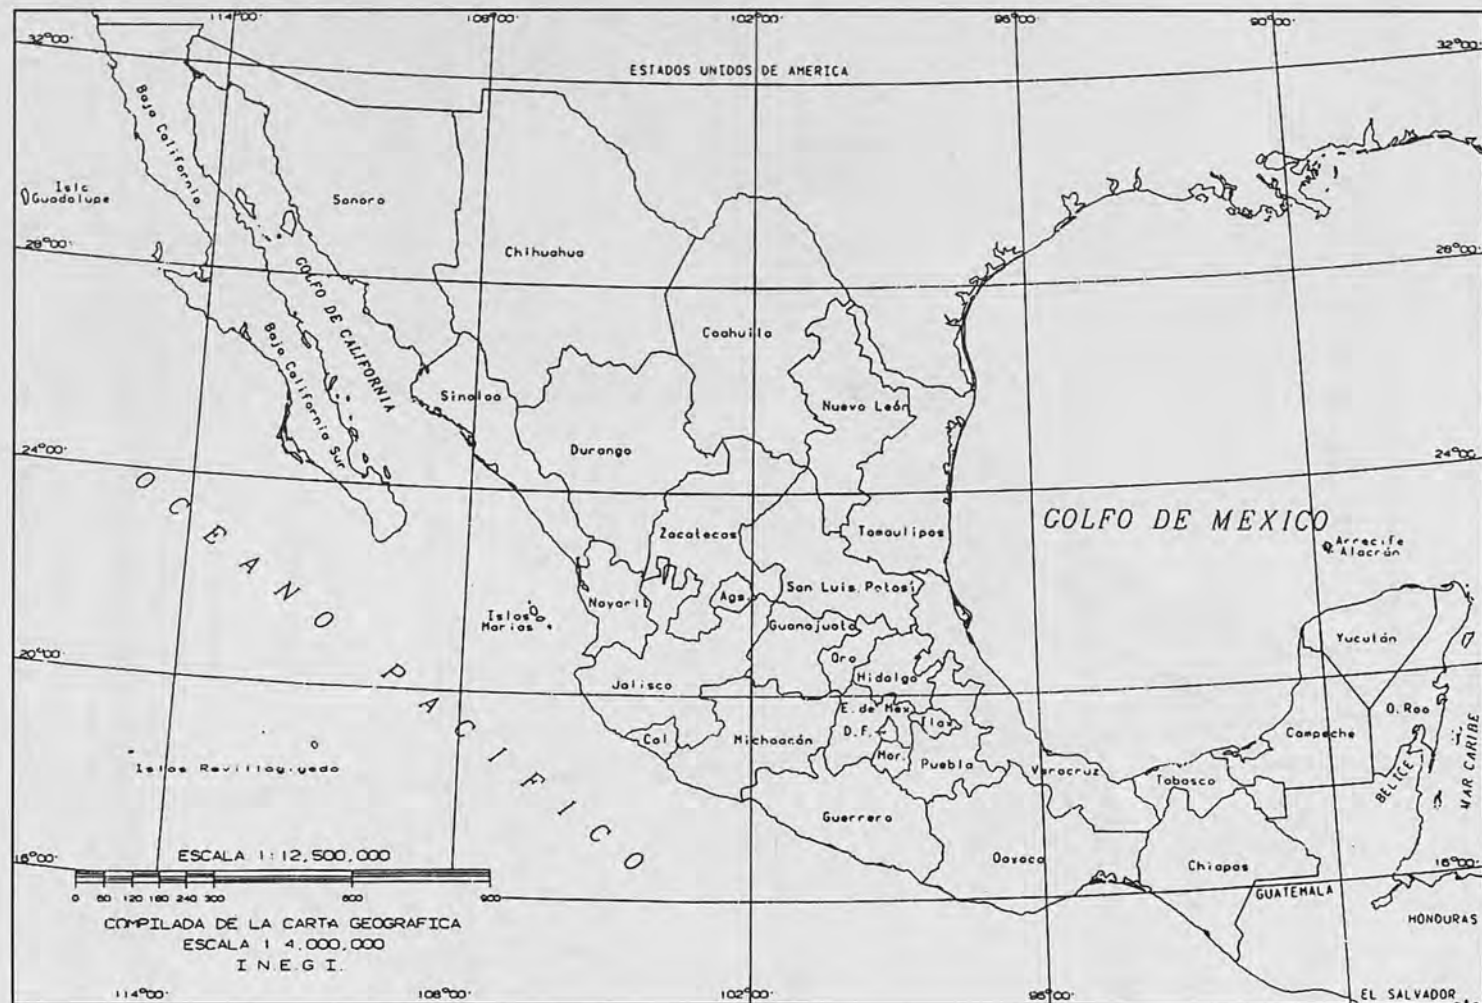 114°00'
108°00'
102°00'
96°00'
90°00'
32°00'
32°00'
ESTADOS UNIDOS DE AMERICA
Baja California
Isla
Guadalupe
Sonora
28°00'
28°00'
Chihuahua
GOLFO DE CALIFORNIA
Coahuila
Baja California Sur
Sinaloa
Nuevo León
Durango
24°00'
24°00
OCEANO PACIFICO
GOLFO DE MEXICO
Zacatecas
Tamaulipas
Arrecife
Alacrán
San Luis Potosí
Ags.
Nayarit
Islas
Marías
Guanajuato
Yucatán
20°00'
20°00'
Qro
Hidalgo
Jalisco
E. de Mex.
Tlax.
D.F.
Q. Roo
Campeche
Col
Michoacán
Mor.
Puebla
Veracruz
Tabasco
BELICE
MAR CARIBE
Islas Revillagigedo
Guerrero
Oaxaca
Chiapas
16°00'
16°00'
GUATEMALA
HONDURAS
EL SALVADOR
ESCALA 1:12,500,000
0 60 120 180 240 300 600 900
COMPILADA DE LA CARTA GEOGRAFICA
ESCALA 1 4,000,000
I N.E.G I.
114°00'
108°00'
102°00'
96°00'